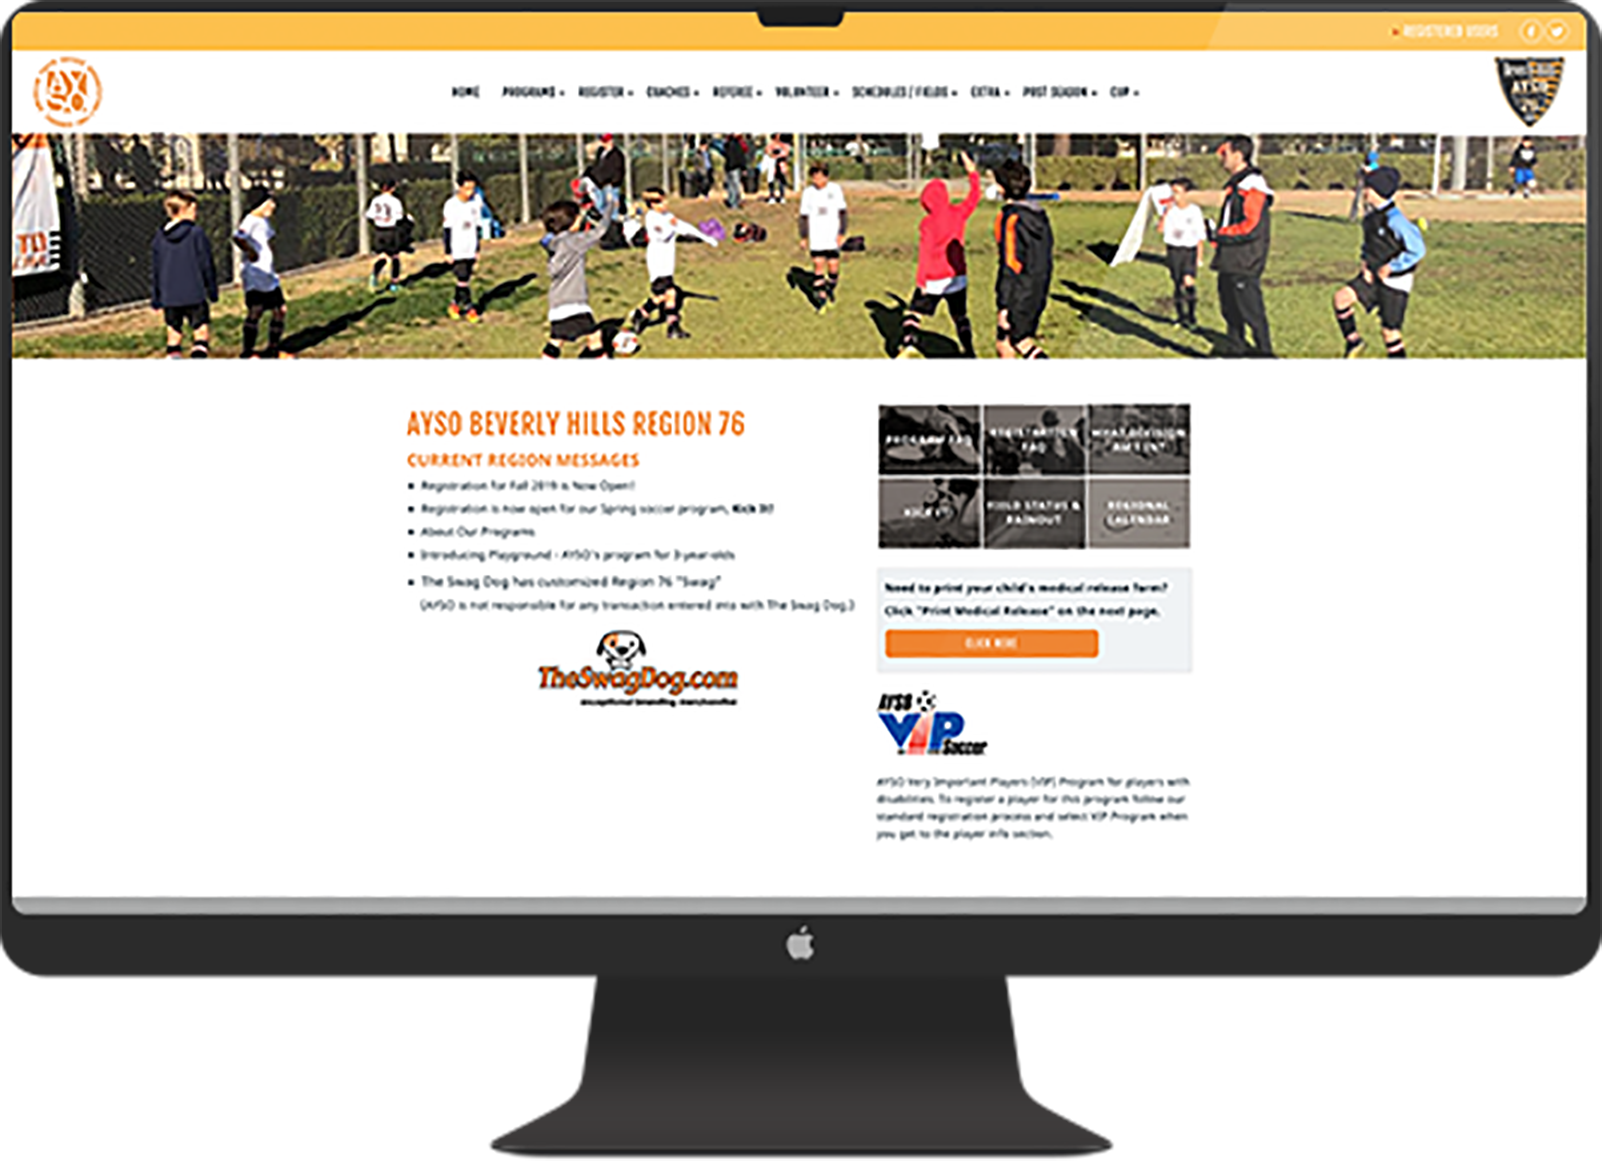 REGISTERED USERS
AYSO
HOME PROGRAMS REGISTER COACHES REFEREE VOLUNTEER SCHEDULES / FIELDS EXTRA POST SEASON CUP
AYSO
76
TO
AYSO BEVERLY HILLS REGION 76
CURRENT REGION MESSAGES
Registration for Fall 2019 is Now Open!
Registration is now open for our Spring soccer program, Kick It!
About Our Programs
Introducing Playground - AYSO's program for 3-year-olds
The Swag Dog has customized Region 76 "Swag"
(AYSO is not responsible for any transaction entered into with The Swag Dog.)
TheSwagDog.com
exceptional branding merchandise
PROGRAM FAQ
REGISTRATION FAQ
WHAT DIVISION AM I IN?
KICK IT
FIELD STATUS & RAINOUT
REGIONAL CALENDAR
Need to print your child's medical release form?
Click "Print Medical Release" on the next page.
CLICK HERE
AYSO
VIP
Soccer
AYSO Very Important Players (VIP) Program for players with
disabilities. To register a player for this program follow our
standard registration process and select VIP Program when
you get to the player info section.